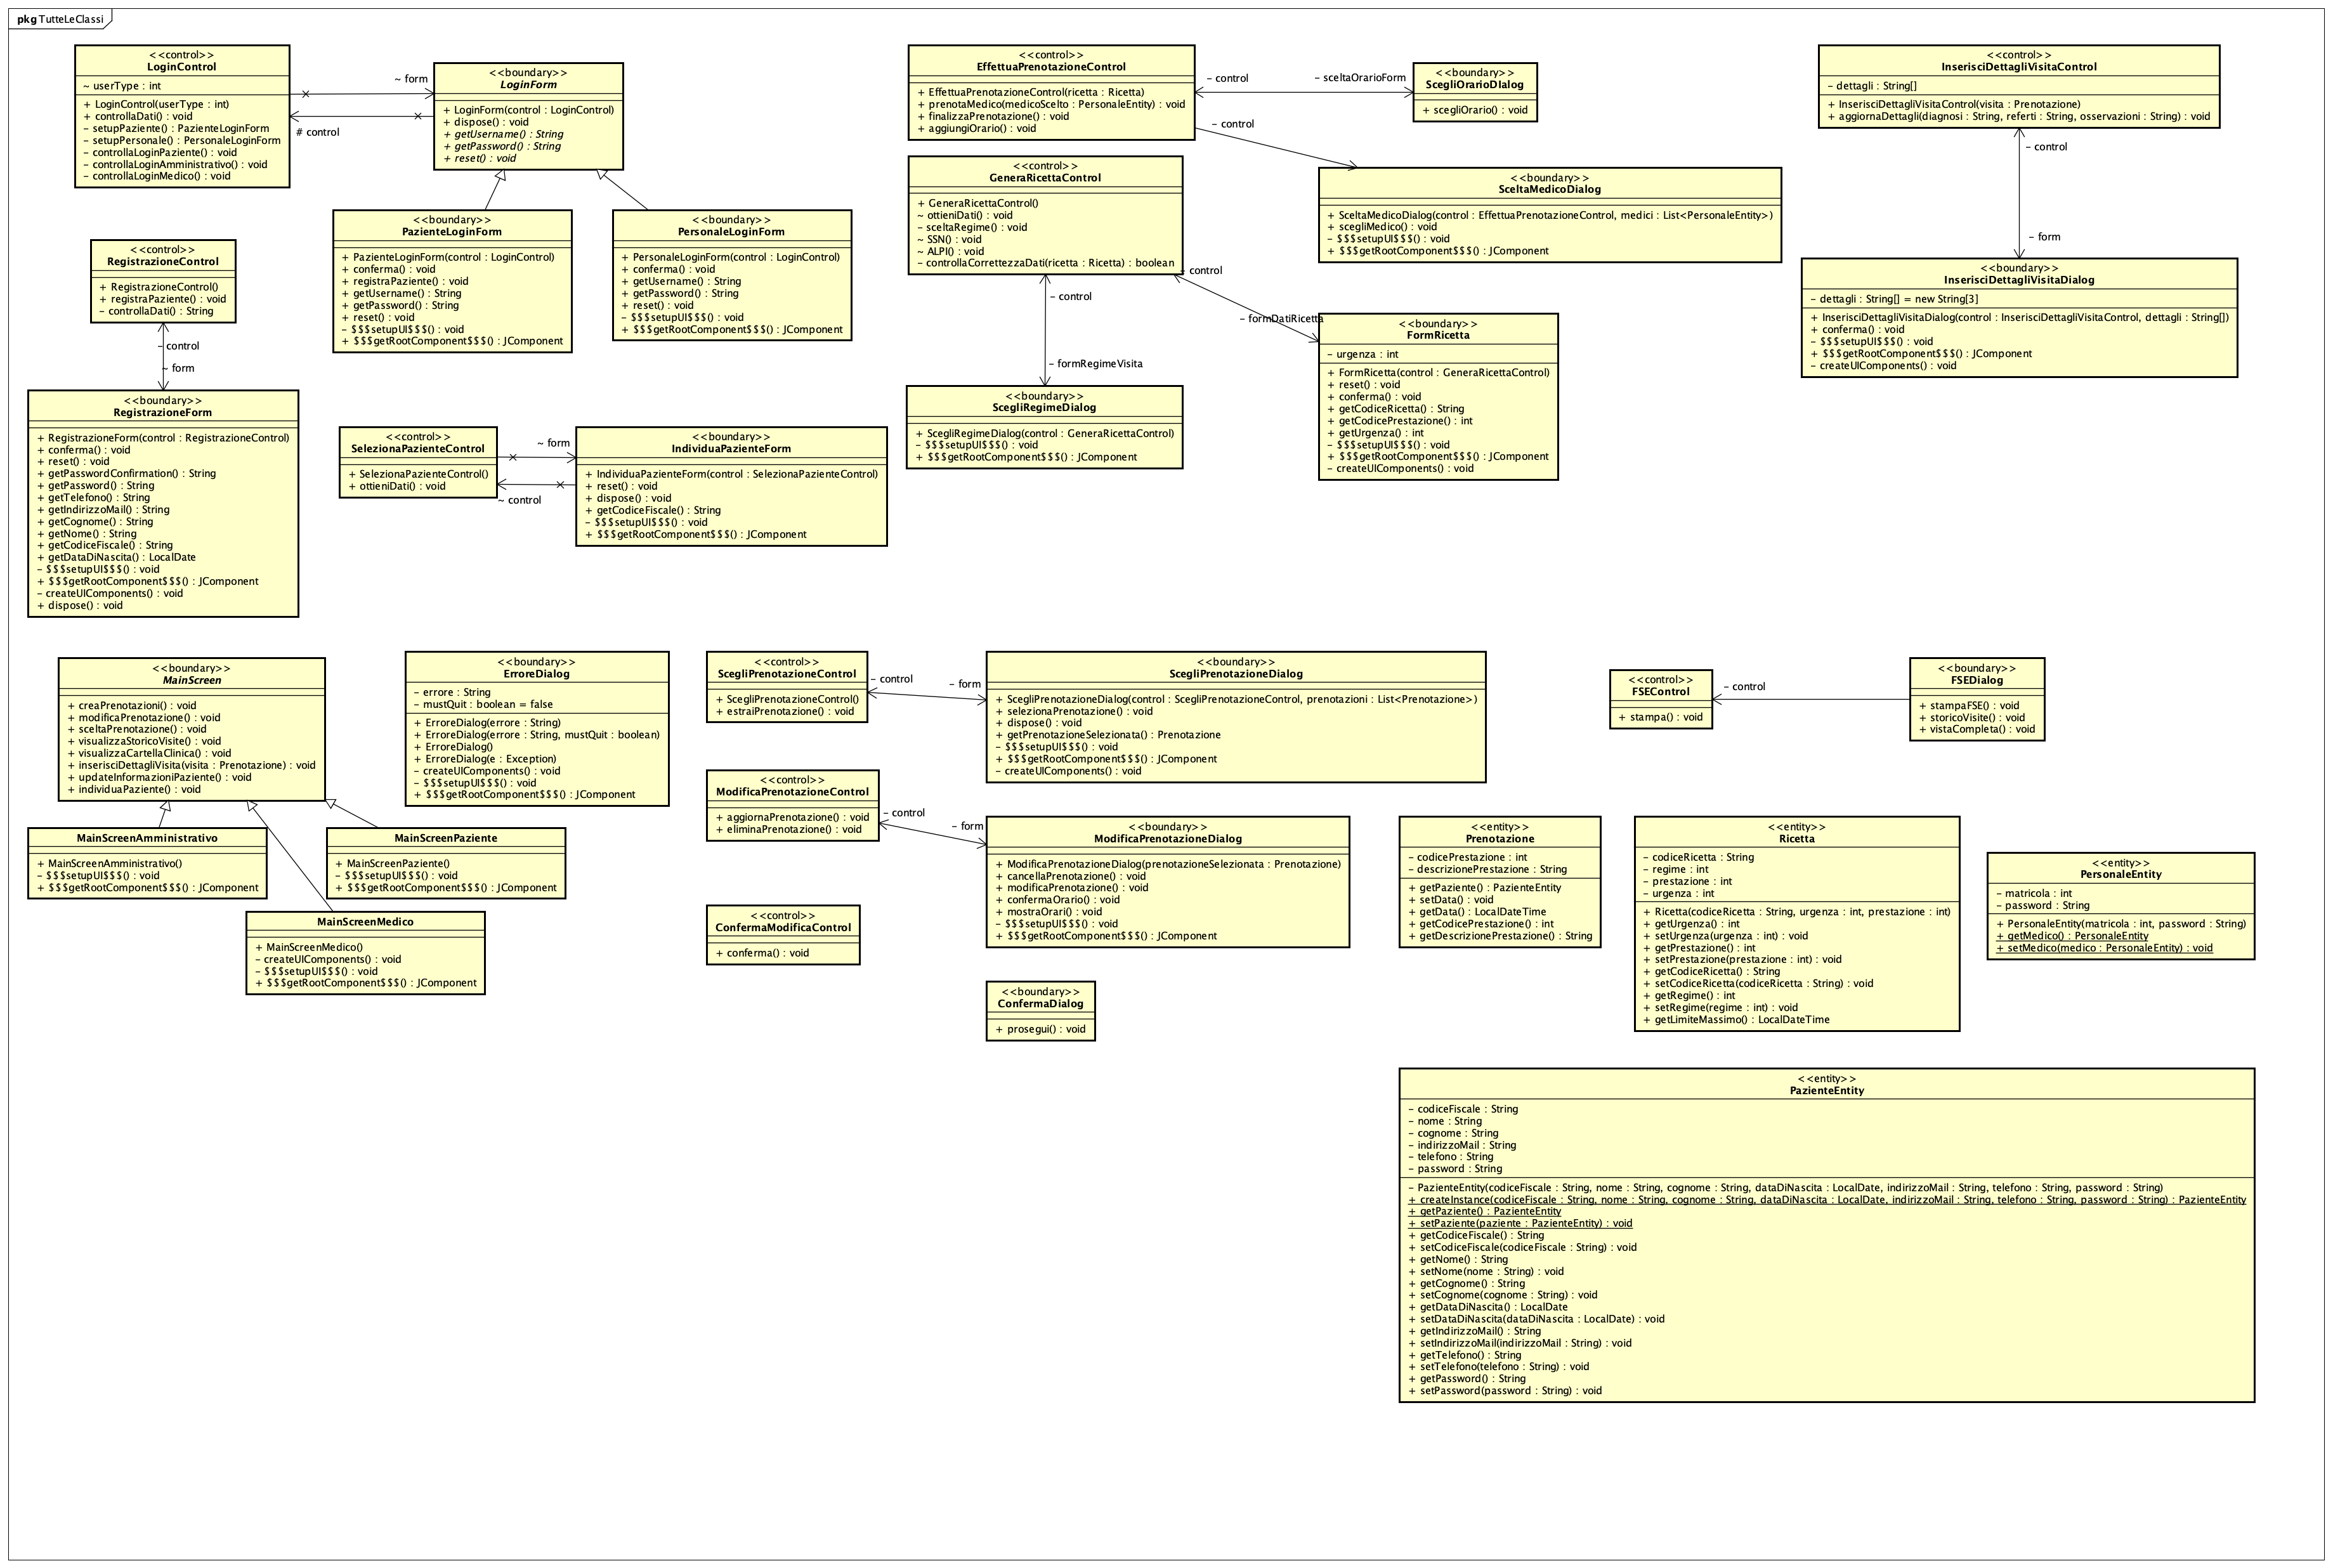 pkg TutteLeClassi
<<control>>
LoginControl
~ userType : int
+ LoginControl(userType : int)
+ controllaDati() : void
– setupPaziente() : PazienteLoginForm
– setupPersonale() : PersonaleLoginForm
– controllaLoginPaziente() : void
– controllaLoginAmministrativo() : void
– controllaLoginMedico() : void
~ form
# control
<<boundary>>
LoginForm
+ LoginForm(control : LoginControl)
+ dispose() : void
+ getUsername() : String
+ getPassword() : String
+ reset() : void
<<boundary>>
PazienteLoginForm
+ PazienteLoginForm(control : LoginControl)
+ conferma() : void
+ registraPaziente() : void
+ getUsername() : String
+ getPassword() : String
+ reset() : void
– $$$setupUI$$$() : void
+ $$$getRootComponent$$$() : JComponent
<<boundary>>
PersonaleLoginForm
+ PersonaleLoginForm(control : LoginControl)
+ conferma() : void
+ getUsername() : String
+ getPassword() : String
+ reset() : void
– $$$setupUI$$$() : void
+ $$$getRootComponent$$$() : JComponent
<<control>>
RegistrazioneControl
+ RegistrazioneControl()
+ registraPaziente() : void
– controllaDati() : String
– control
~ form
<<boundary>>
RegistrazioneForm
+ RegistrazioneForm(control : RegistrazioneControl)
+ conferma() : void
+ reset() : void
+ getPasswordConfirmation() : String
+ getPassword() : String
+ getTelefono() : String
+ getIndirizzoMail() : String
+ getCognome() : String
+ getNome() : String
+ getCodiceFiscale() : String
+ getDataDiNascita() : LocalDate
– $$$setupUI$$$() : void
+ $$$getRootComponent$$$() : JComponent
– createUIComponents() : void
+ dispose() : void
<<control>>
SelezionaPazienteControl
+ SelezionaPazienteControl()
+ ottieniDati() : void
~ form
~ control
<<boundary>>
IndividuaPazienteForm
+ IndividuaPazienteForm(control : SelezionaPazienteControl)
+ reset() : void
+ dispose() : void
+ getCodiceFiscale() : String
– $$$setupUI$$$() : void
+ $$$getRootComponent$$$() : JComponent
<<control>>
EffettuaPrenotazioneControl
+ EffettuaPrenotazioneControl(ricetta : Ricetta)
+ prenotaMedico(medicoScelto : PersonaleEntity) : void
+ finalizzaPrenotazione() : void
+ aggiungiOrario() : void
– control
– sceltaOrarioForm
<<boundary>>
ScegliOrarioDIalog
+ scegliOrario() : void
– control
<<boundary>>
SceltaMedicoDialog
+ SceltaMedicoDialog(control : EffettuaPrenotazioneControl, medici : List<PersonaleEntity>)
+ scegliMedico() : void
– $$$setupUI$$$() : void
+ $$$getRootComponent$$$() : JComponent
<<control>>
GeneraRicettaControl
+ GeneraRicettaControl()
~ ottieniDati() : void
– sceltaRegime() : void
~ SSN() : void
~ ALPI() : void
– controllaCorrettezzaDati(ricetta : Ricetta) : boolean
control
– control
– formDatiRicetta
– formRegimeVisita
<<boundary>>
ScegliRegimeDialog
+ ScegliRegimeDialog(control : GeneraRicettaControl)
– $$$setupUI$$$() : void
+ $$$getRootComponent$$$() : JComponent
<<boundary>>
FormRicetta
– urgenza : int
+ FormRicetta(control : GeneraRicettaControl)
+ reset() : void
+ conferma() : void
+ getCodiceRicetta() : String
+ getCodicePrestazione() : int
+ getUrgenza() : int
– $$$setupUI$$$() : void
+ $$$getRootComponent$$$() : JComponent
– createUIComponents() : void
<<control>>
InserisciDettagliVisitaControl
– dettagli : String[]
+ InserisciDettagliVisitaControl(visita : Prenotazione)
+ aggiornaDettagli(diagnosi : String, referti : String, osservazioni : String) : void
– control
– form
<<boundary>>
InserisciDettagliVisitaDialog
– dettagli : String[] = new String[3]
+ InserisciDettagliVisitaDialog(control : InserisciDettagliVisitaControl, dettagli : String[])
+ conferma() : void
– $$$setupUI$$$() : void
+ $$$getRootComponent$$$() : JComponent
– createUIComponents() : void
<<boundary>>
MainScreen
+ creaPrenotazioni() : void
+ modificaPrenotazione() : void
+ sceltaPrenotazione() : void
+ visualizzaStoricoVisite() : void
+ visualizzaCartellaClinica() : void
+ inserisciDettagliVisita(visita : Prenotazione) : void
+ updateInformazioniPaziente() : void
+ individuaPaziente() : void
MainScreenAmministrativo
+ MainScreenAmministrativo()
– $$$setupUI$$$() : void
+ $$$getRootComponent$$$() : JComponent
MainScreenPaziente
+ MainScreenPaziente()
– $$$setupUI$$$() : void
+ $$$getRootComponent$$$() : JComponent
MainScreenMedico
+ MainScreenMedico()
– createUIComponents() : void
– $$$setupUI$$$() : void
+ $$$getRootComponent$$$() : JComponent
<<boundary>>
ErroreDialog
– errore : String
– mustQuit : boolean = false
+ ErroreDialog(errore : String)
+ ErroreDialog(errore : String, mustQuit : boolean)
+ ErroreDialog()
+ ErroreDialog(e : Exception)
– createUIComponents() : void
– $$$setupUI$$$() : void
+ $$$getRootComponent$$$() : JComponent
<<control>>
ScegliPrenotazioneControl
+ ScegliPrenotazioneControl()
+ estraiPrenotazione() : void
– control
– form
<<boundary>>
ScegliPrenotazioneDialog
+ ScegliPrenotazioneDialog(control : ScegliPrenotazioneControl, prenotazioni : List<Prenotazione>)
+ selezionaPrenotazione() : void
+ dispose() : void
+ getPrenotazioneSelezionata() : Prenotazione
– $$$setupUI$$$() : void
+ $$$getRootComponent$$$() : JComponent
– createUIComponents() : void
<<control>>
ModificaPrenotazioneControl
+ aggiornaPrenotazione() : void
+ eliminaPrenotazione() : void
– control
– form
<<boundary>>
ModificaPrenotazioneDialog
+ ModificaPrenotazioneDialog(prenotazioneSelezionata : Prenotazione)
+ cancellaPrenotazione() : void
+ modificaPrenotazione() : void
+ confermaOrario() : void
+ mostraOrari() : void
– $$$setupUI$$$() : void
+ $$$getRootComponent$$$() : JComponent
<<control>>
ConfermaModificaControl
+ conferma() : void
<<boundary>>
ConfermaDialog
+ prosegui() : void
<<control>>
FSEControl
+ stampa() : void
– control
<<boundary>>
FSEDialog
+ stampaFSE() : void
+ storicoVisite() : void
+ vistaCompleta() : void
<<entity>>
Prenotazione
– codicePrestazione : int
– descrizionePrestazione : String
+ getPaziente() : PazienteEntity
+ setData() : void
+ getData() : LocalDateTime
+ getCodicePrestazione() : int
+ getDescrizionePrestazione() : String
<<entity>>
Ricetta
– codiceRicetta : String
– regime : int
– prestazione : int
– urgenza : int
+ Ricetta(codiceRicetta : String, urgenza : int, prestazione : int)
+ getUrgenza() : int
+ setUrgenza(urgenza : int) : void
+ getPrestazione() : int
+ setPrestazione(prestazione : int) : void
+ getCodiceRicetta() : String
+ setCodiceRicetta(codiceRicetta : String) : void
+ getRegime() : int
+ setRegime(regime : int) : void
+ getLimiteMassimo() : LocalDateTime
<<entity>>
PersonaleEntity
– matricola : int
– password : String
+ PersonaleEntity(matricola : int, password : String)
+ getMedico() : PersonaleEntity
+ setMedico(medico : PersonaleEntity) : void
<<entity>>
PazienteEntity
– codiceFiscale : String
– nome : String
– cognome : String
– indirizzoMail : String
– telefono : String
– password : String
– PazienteEntity(codiceFiscale : String, nome : String, cognome : String, dataDiNascita : LocalDate, indirizzoMail : String, telefono : String, password : String)
+ createInstance(codiceFiscale : String, nome : String, cognome : String, dataDiNascita : LocalDate, indirizzoMail : String, telefono : String, password : String) : PazienteEntity
+ getPaziente() : PazienteEntity
+ setPaziente(paziente : PazienteEntity) : void
+ getCodiceFiscale() : String
+ setCodiceFiscale(codiceFiscale : String) : void
+ getNome() : String
+ setNome(nome : String) : void
+ getCognome() : String
+ setCognome(cognome : String) : void
+ getDataDiNascita() : LocalDate
+ setDataDiNascita(dataDiNascita : LocalDate) : void
+ getIndirizzoMail() : String
+ setIndirizzoMail(indirizzoMail : String) : void
+ getTelefono() : String
+ setTelefono(telefono : String) : void
+ getPassword() : String
+ setPassword(password : String) : void